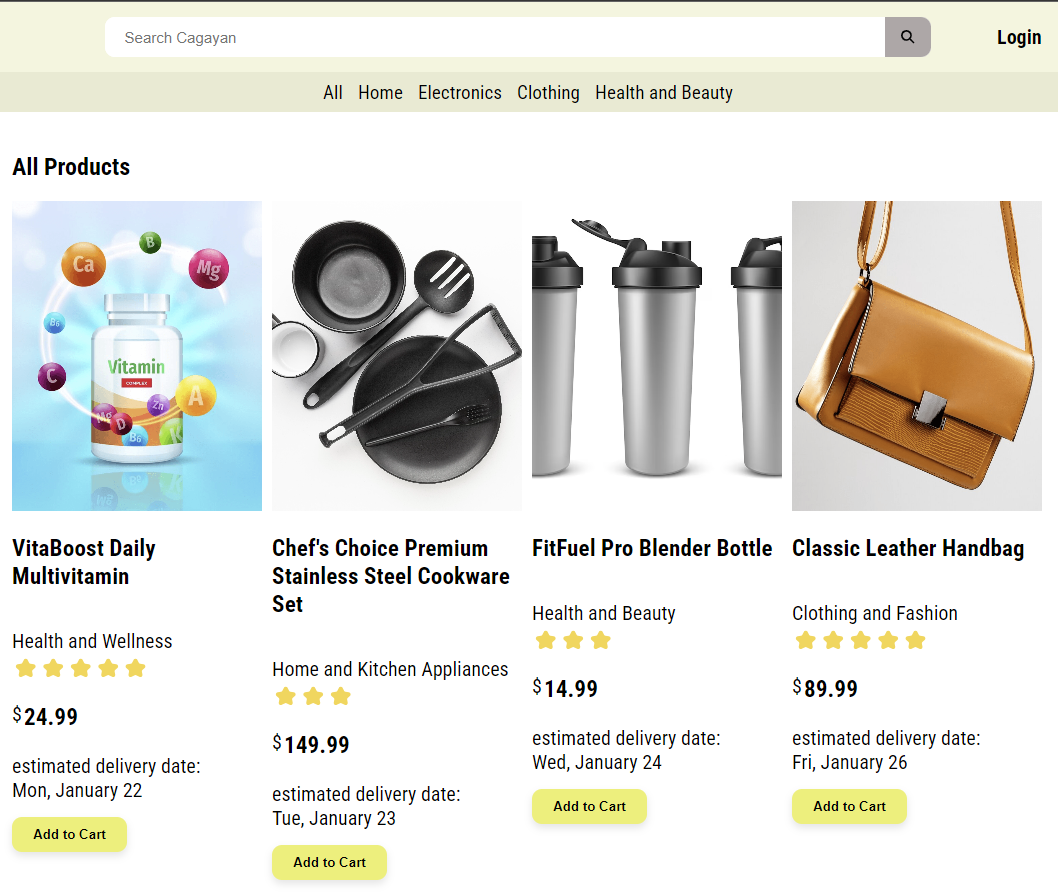 Search Cagayan
Login
All Home Electronics Clothing Health and Beauty
All Products
Ca
B
Mg
B6
C
Vitamin
COMPLEX
A
Zn
Mg
D
B6
K
VitaBoost Daily
Multivitamin
Health and Wellness
$24.99
estimated delivery date:
Mon, January 22
Add to Cart
Chef's Choice Premium
Stainless Steel Cookware
Set
Home and Kitchen Appliances
$149.99
estimated delivery date:
Tue, January 23
Add to Cart
FitFuel Pro Blender Bottle
Health and Beauty
$14.99
estimated delivery date:
Wed, January 24
Add to Cart
Classic Leather Handbag
Clothing and Fashion
$89.99
estimated delivery date:
Fri, January 26
Add to Cart